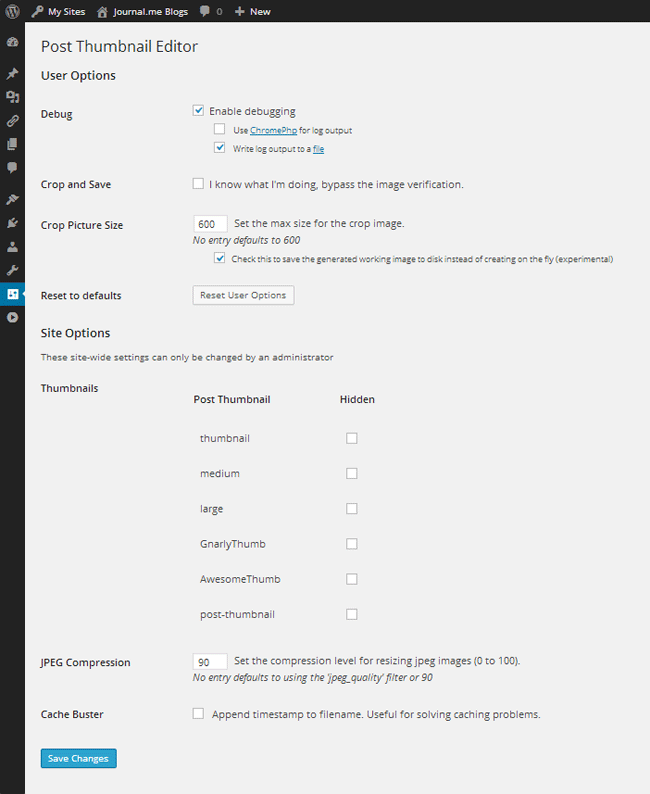 My Sites Journal.me Blogs 0 New
Post Thumbnail Editor
User Options
Debug Enable debugging
Use ChromePhp for log output
Write log output to a file
Crop and Save I know what I'm doing, bypass the image verification.
Crop Picture Size 600 Set the max size for the crop image.
No entry defaults to 600
Check this to save the generated working image to disk instead of creating on the fly (experimental)
Reset to defaults Reset User Options
Site Options
These site-wide settings can only be changed by an administrator
Thumbnails
Post Thumbnail Hidden
thumbnail
medium
large
GnarlyThumb
AwesomeThumb
post-thumbnail
JPEG Compression 90 Set the compression level for resizing jpeg images (0 to 100).
No entry defaults to using the 'jpeg_quality' filter or 90
Cache Buster Append timestamp to filename. Useful for solving caching problems.
Save Changes